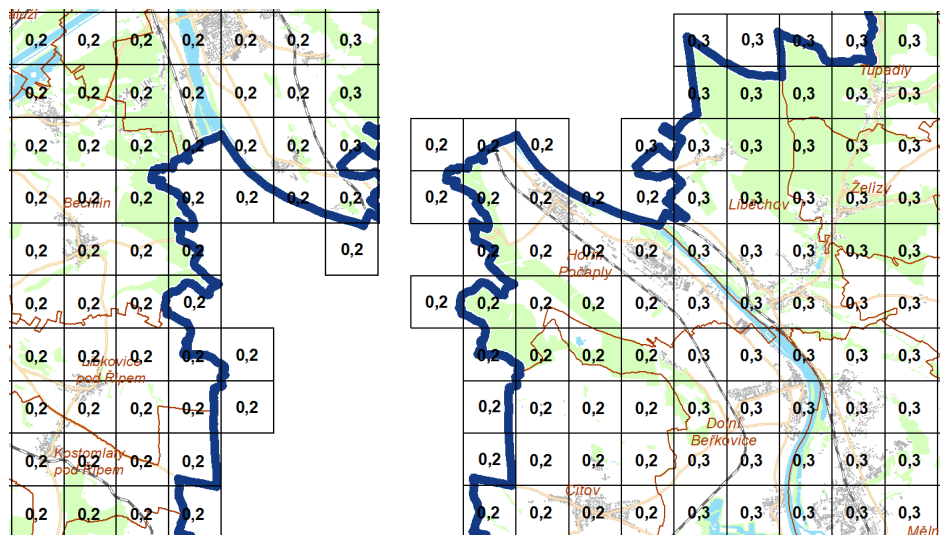 aluží
0,2 0,2 0,2 0,2 0,2 0,2 0,3
0,2 0,2 0,2 0,2 0,2 0,2 0,3
0,2 0,2 0,2 0,2 0,2 0,2 0,3
0,2 0,2 0,2 0,2 0,2 0,2 0,2
Bechlín
0,2 0,2 0,2 0,2 0,2
0,2 0,2 0,2 0,2
0,2 0,2 0,2 0,2 0,2
Libkovice
pod Řípem
0,2 0,2 0,2 0,2 0,2
Kostomlaty
0,2 0,2 0,2 0,2
pod Řípem
0,2 0,2 0,2 0,2
0,3 0,3 0,3 0,3 0,3
Tupadly
0,3 0,3 0,3 0,3 0,3
0,2 0,2 0,2 0,3 0,3 0,3 0,3 0,3 0,3
Želízy
0,2 0,2 0,2 0,2 0,2 0,3 0,3 0,3 0,3 0,3
Liběchov
0,2 0,2 0,2 0,2 0,3 0,3 0,3 0,3 0,3
Horní
Počaply
0,2 0,2 0,2 0,2 0,2 0,3 0,3 0,3 0,3 0,3
0,2 0,2 0,2 0,2 0,3 0,3 0,3 0,3 0,3
0,2 0,2 0,2 0,2 0,3 0,3 0,3 0,3 0,3
Dolní
Beřkovice
0,2 0,2 0,2 0,2 0,3 0,3 0,3 0,3 0,3
Cítov
0,2 0,2 0,2 0,2 0,3 0,3 0,3 0,3 0,3
Měln